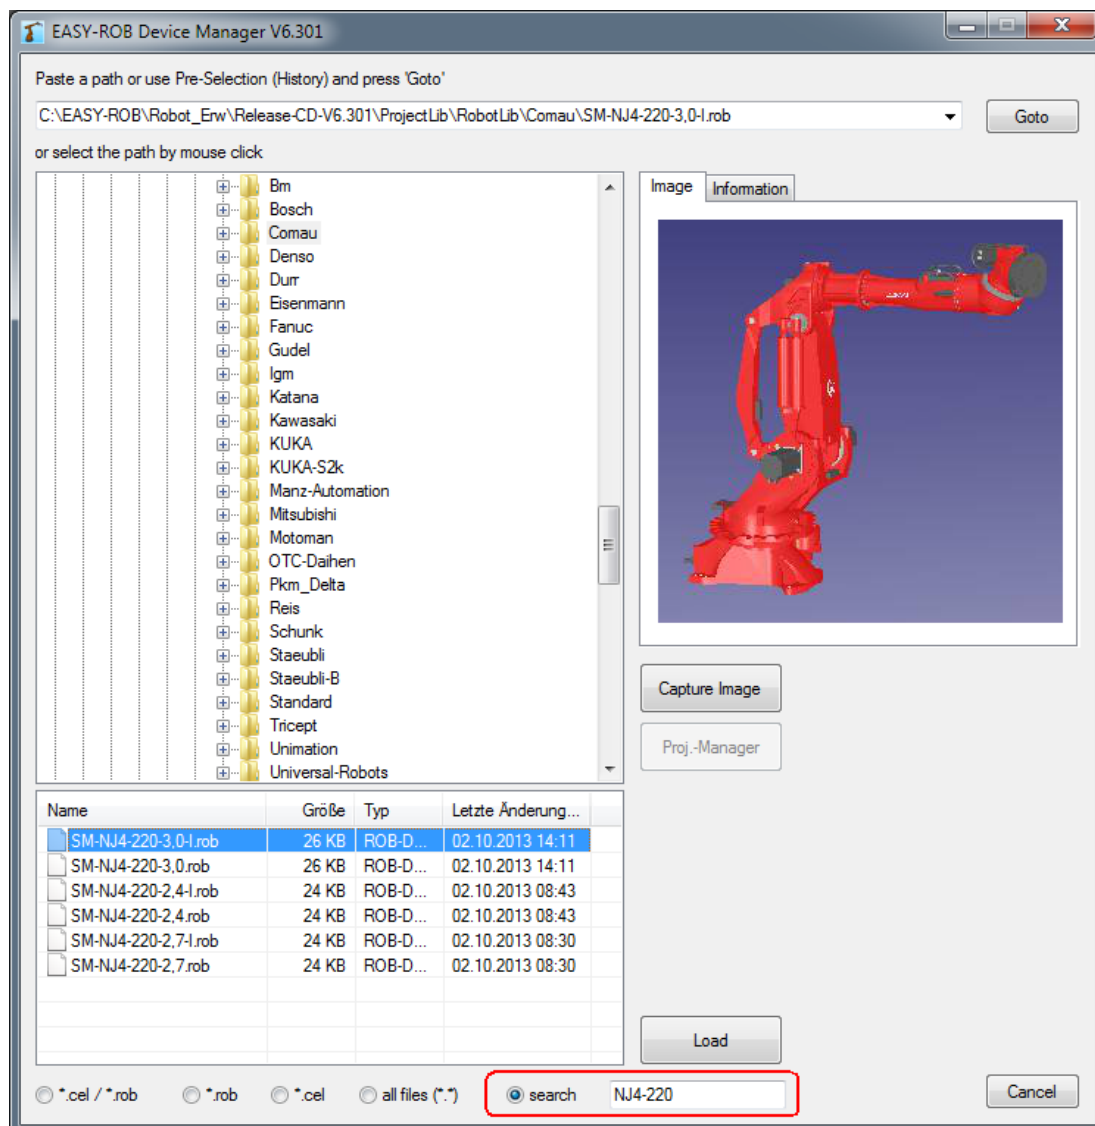 EASY-ROB Device Manager V6.301
Paste a path or use Pre-Selection (History) and press 'Goto'
C:\EASY-ROB\Robot_Erw\Release-CD-V6.301\ProjectLib\RobotLib\Comau\SM-NJ4-220-3,0-I.rob
Goto
or select the path by mouse click
Bm
Bosch
Comau
Denso
Durr
Eisenmann
Fanuc
Gudel
Igm
Katana
Kawasaki
KUKA
KUKA-S2k
Manz-Automation
Mitsubishi
Motoman
OTC-Daihen
Pkm_Delta
Reis
Schunk
Staeubli
Staeubli-B
Standard
Tricept
Unimation
Universal-Robots
Image Information
Capture Image
Proj.-Manager
Name Größe Typ Letzte Änderung...
SM-NJ4-220-3,0-I.rob 26 KB ROB-D... 02.10.2013 14:11
SM-NJ4-220-3,0.rob 26 KB ROB-D... 02.10.2013 14:11
SM-NJ4-220-2,4-I.rob 24 KB ROB-D... 02.10.2013 08:43
SM-NJ4-220-2,4.rob 24 KB ROB-D... 02.10.2013 08:43
SM-NJ4-220-2,7-I.rob 24 KB ROB-D... 02.10.2013 08:30
SM-NJ4-220-2,7.rob 24 KB ROB-D... 02.10.2013 08:30
Load
*.cel / *.rob *.rob *.cel all files (*.*) search NJ4-220 Cancel